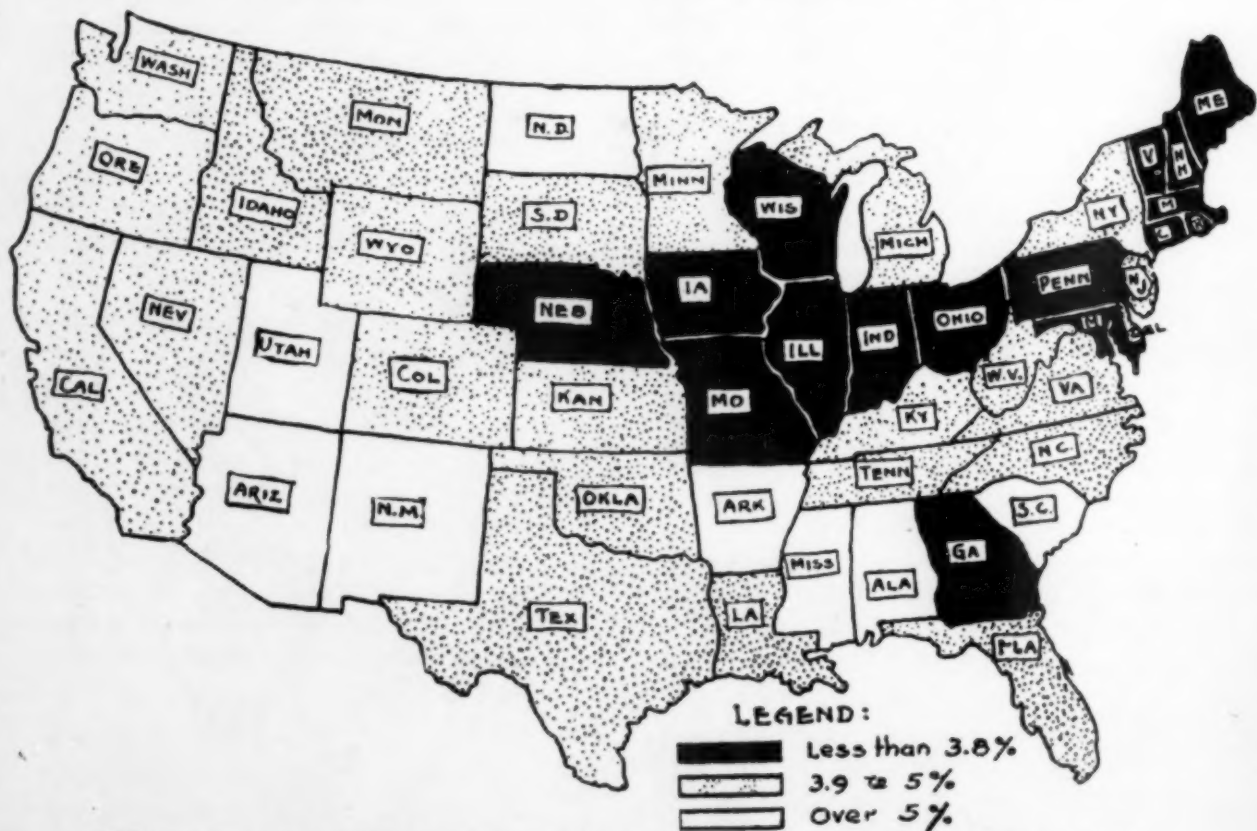 WASH
MON
N.D.
MINN
ME
ORE
IDAHO
S.D
WIS
MICH
NY
V.
NH
M
C.
R
WYO
NEB
IA
PENN
NJ
NEV
UTAH
COL
KAN
ILL
IND
OHIO
M
DEL
CAL
MO
KY
W.V.
VA
ARIZ
N.M.
OKLA
ARK
TENN
N.C.
S.C.
MISS
ALA
GA
TEX
LA
FLA
LEGEND:
Less than 3.8%
3.9 to 5%
Over 5%